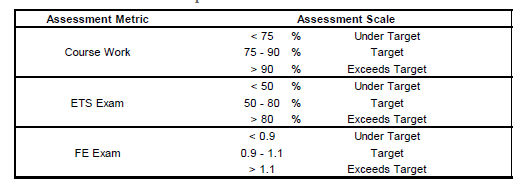 Assessment Metric Assessment Scale
< 75 % Under Target
Course Work 75 - 90 % Target
> 90 % Exceeds Target
< 50 % Under Target
ETS Exam 50 - 80 % Target
> 80 % Exceeds Target
< 0.9 Under Target
FE Exam 0.9 - 1.1 Target
> 1.1 Exceeds Target